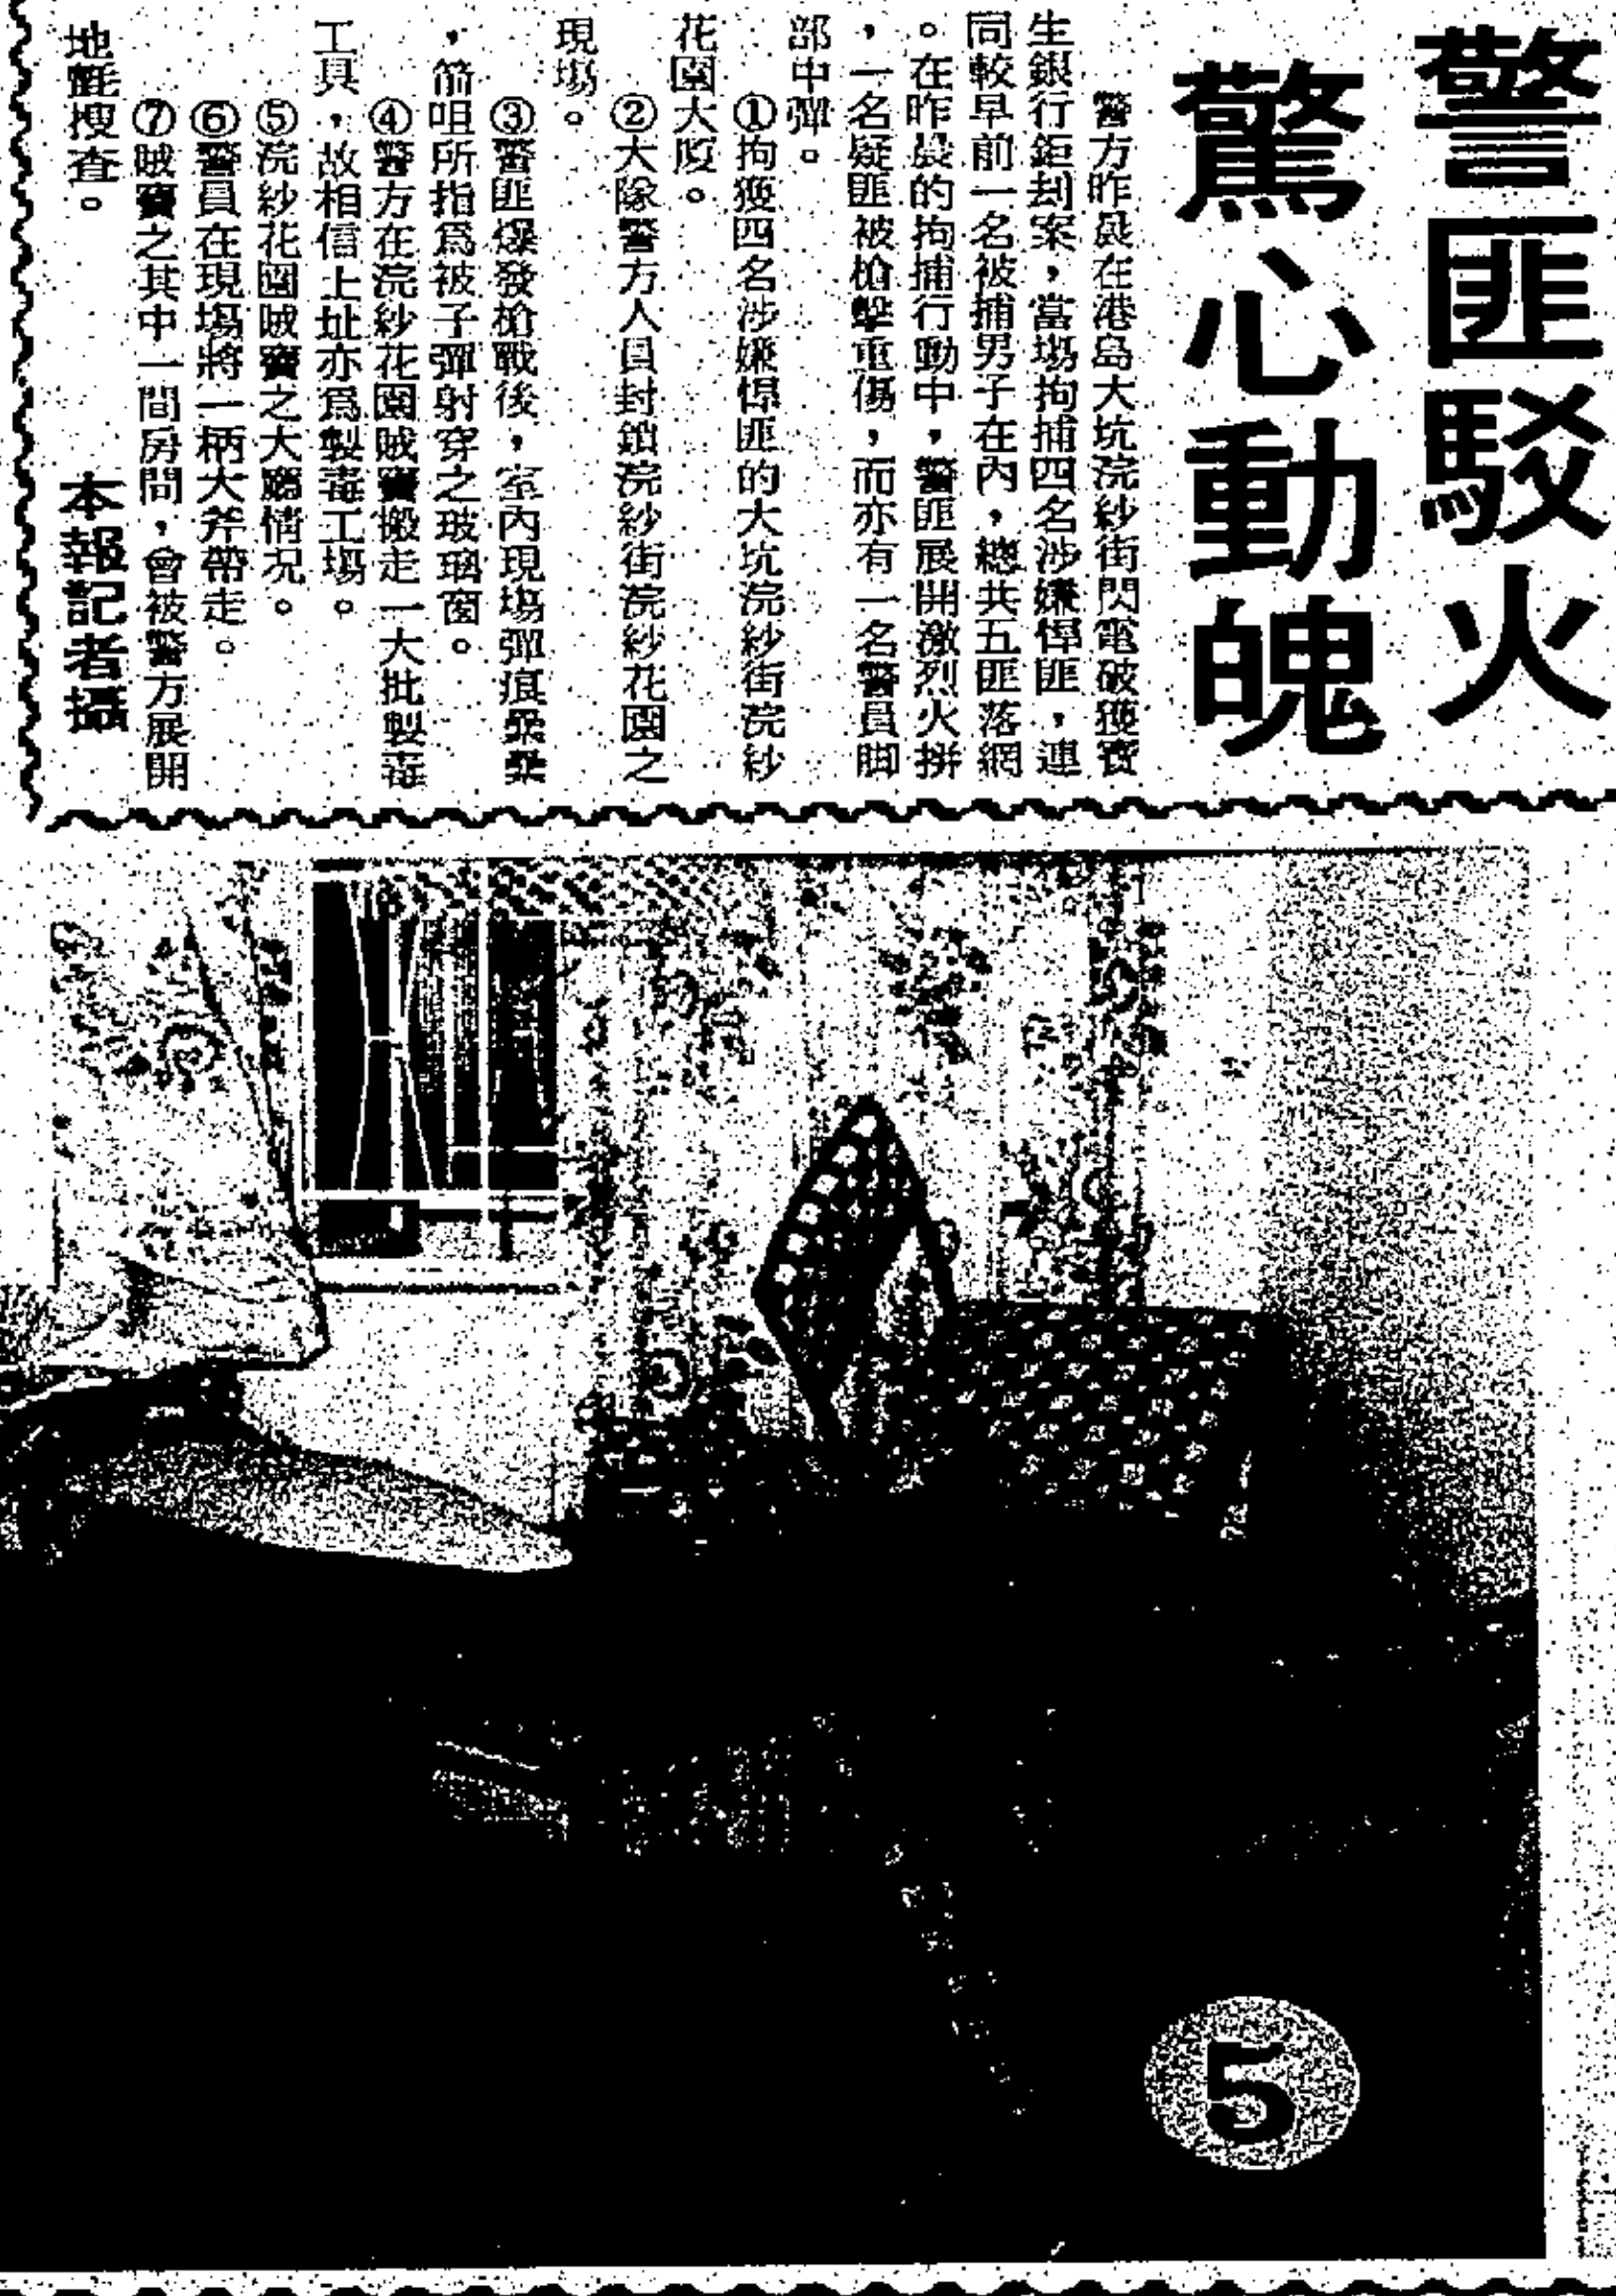 警匪駁火
驚心動魄
警方昨晨在港島大坑浣紗街閃電破獲寶
生銀行鉅刦案，當場拘捕四名涉嫌悍匪，連
同較早前一名被捕男子在內，總共五匪落網
。在昨晨的拘捕行動中，警匪展開激烈火拼
，一名疑匪被槍擊重傷，而亦有一名警員脚
部中彈。
①拘獲四名涉嫌悍匪的大坑浣紗街浣紗
花園大厦。
②大隊警方人員封鎖浣紗街浣紗花園之
現塲。
③警匪爆發槍戰後，室內現塲彈痕纍纍
，箭咀所指爲被子彈射穿之玻璃窗。
④警方在浣紗花園賊竇搬走一大批製毒
工具，故相信上址亦爲製毒工塲。
⑤浣紗花園賊竇之大廳情况。
⑥警員在現塲將一柄大斧帶走。
⑦賊竇之其中一間房間，曾被警方展開
地氈搜査。
本報記者攝
5